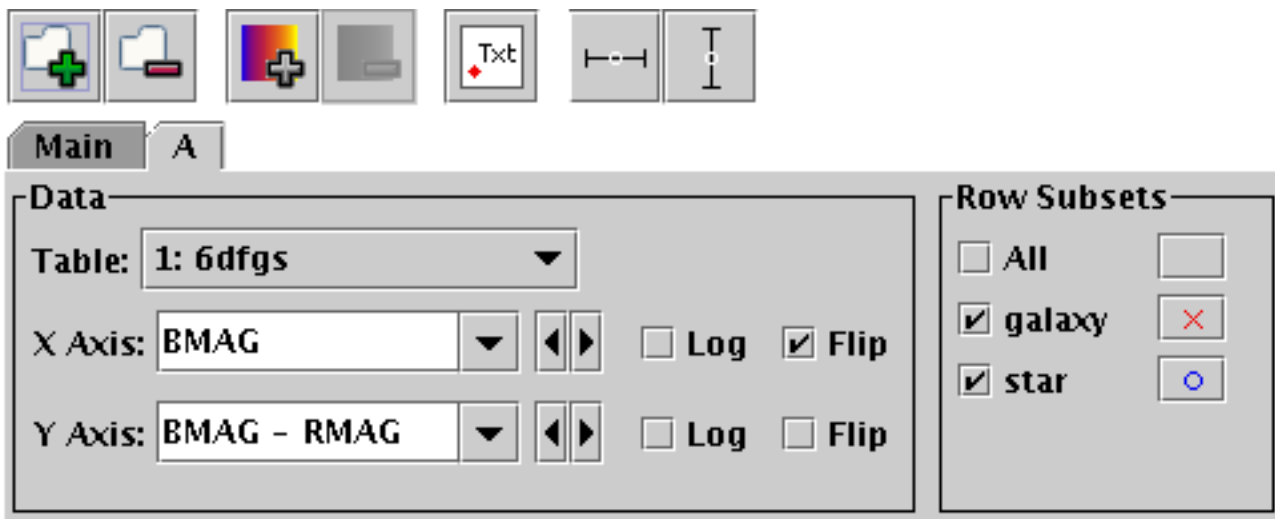 Txt
Main A
Data
Table: 1: 6dfgs
X Axis: BMAG Log Flip
Y Axis: BMAG – RMAG Log Flip
Row Subsets
All
galaxy
star